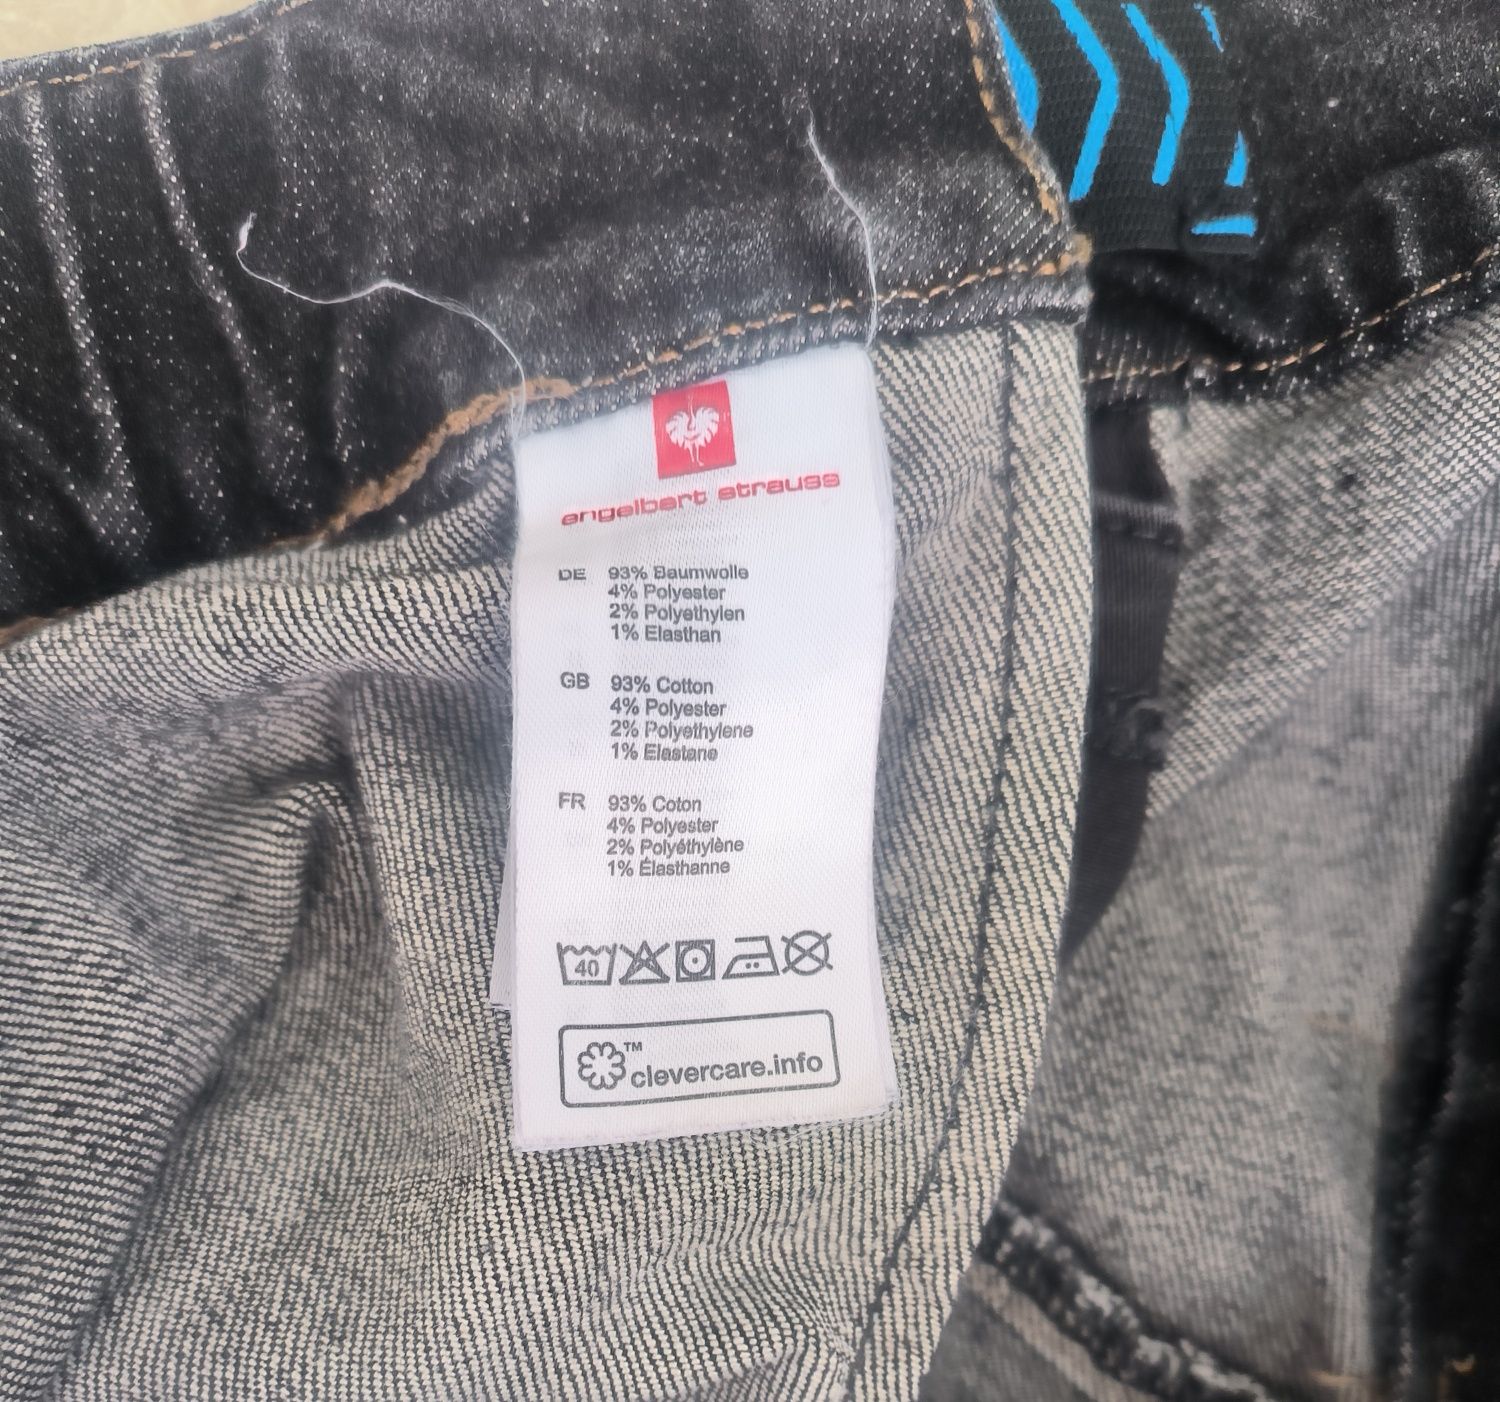 engelbert strauss
DE 93% Baumwolle
4% Polyester
2% Polyethylen
1% Elasthan
GB 93% Cotton
4% Polyester
2% Polyethylene
1% Elastane
FR 93% Coton
4% Polyester
2% Polyéthylène
1% Élasthanne
40
™
clevercare.info